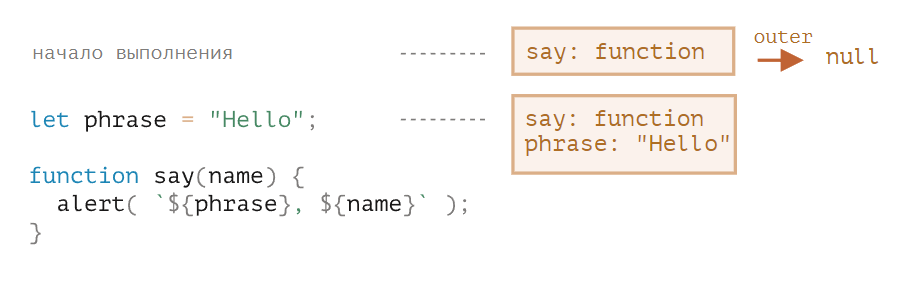 начало выполнения --------- say: function outer null
let phrase = "Hello"; --------- say: function
phrase: "Hello"
function say(name) {
  alert( `${phrase}, ${name}` );
}